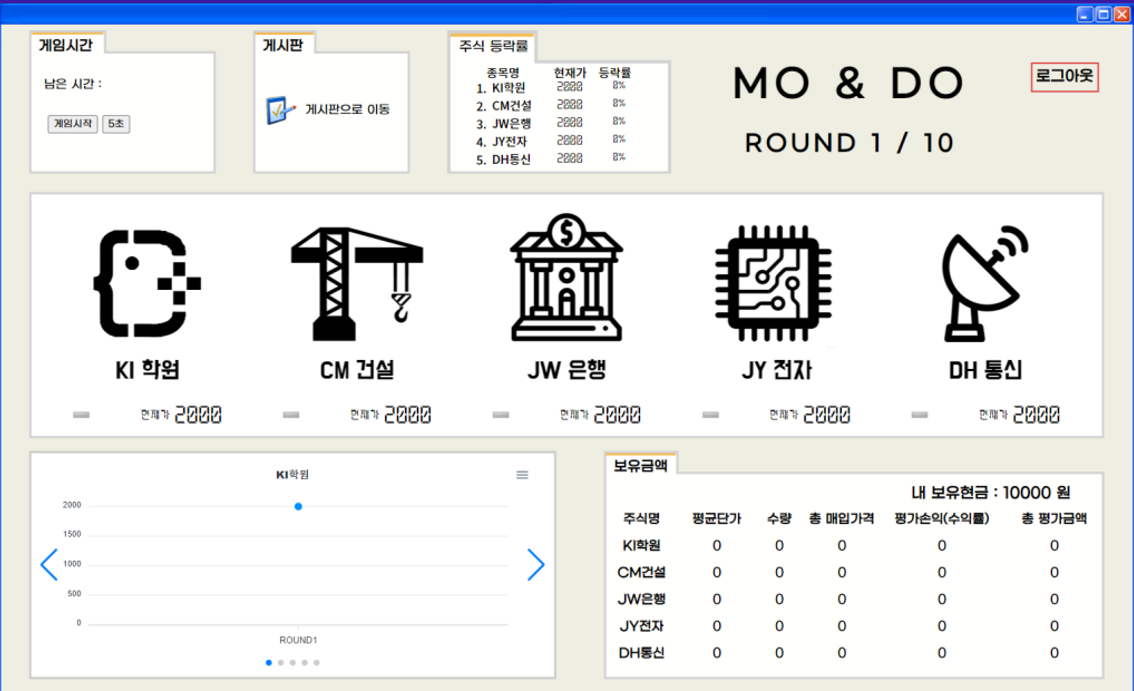 게임시간
남은 시간 :
게임시작 5초
게시판
게시판으로 이동
주식 등락률
종목명 현재가 등락률
1. KI학원 2000 0%
2. CM건설 2000 0%
3. JW은행 2000 0%
4. JY전자 2000 0%
5. DH통신 2000 0%
MO & DO
ROUND 1 / 10
로그아웃
KI 학원
CM 건설
JW 은행
JY 전자
DH 통신
현재가 2000
현재가 2000
현재가 2000
현재가 2000
현재가 2000
KI학원
2000
1500
1000
500
0
ROUND1
보유금액
내 보유현금 : 10000 원
주식명 평균단가 수량 총 매입가격 평가손익(수익률) 총 평가금액
KI학원 0 0 0 0 0
CM건설 0 0 0 0 0
JW은행 0 0 0 0 0
JY전자 0 0 0 0 0
DH통신 0 0 0 0 0